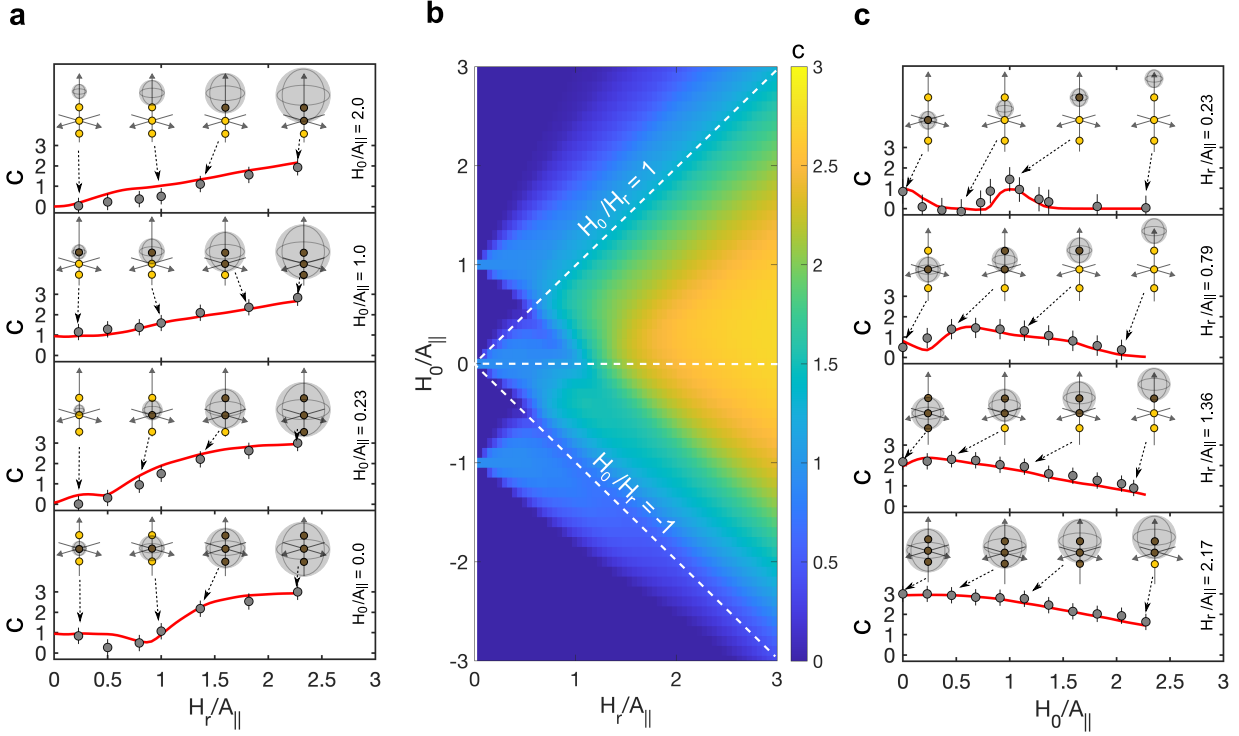 a
b
c
C
3
2
1
0
H₀/A|| = 2.0
C
3
2
1
0
H₀/A|| = 1.0
C
3
2
1
0
H₀/A|| = 0.23
C
3
2
1
0
H₀/A|| = 0.0
0 0.5 1 1.5 2 2.5 3
Hᵣ/A||
3
2
1
0
-1
-2
-3
H₀/A||
H₀/Hᵣ = 1
H₀/Hᵣ = -1
0 1 2 3
Hᵣ/A||
C
3
2.5
2
1.5
1
0.5
0
C
3
2
1
0
Hᵣ/A|| = 0.23
C
3
2
1
0
Hᵣ/A|| = 0.79
C
3
2
1
0
Hᵣ/A|| = 1.36
C
3
2
1
0
Hᵣ/A|| = 2.17
0 0.5 1 1.5 2 2.5 3
H₀/A||